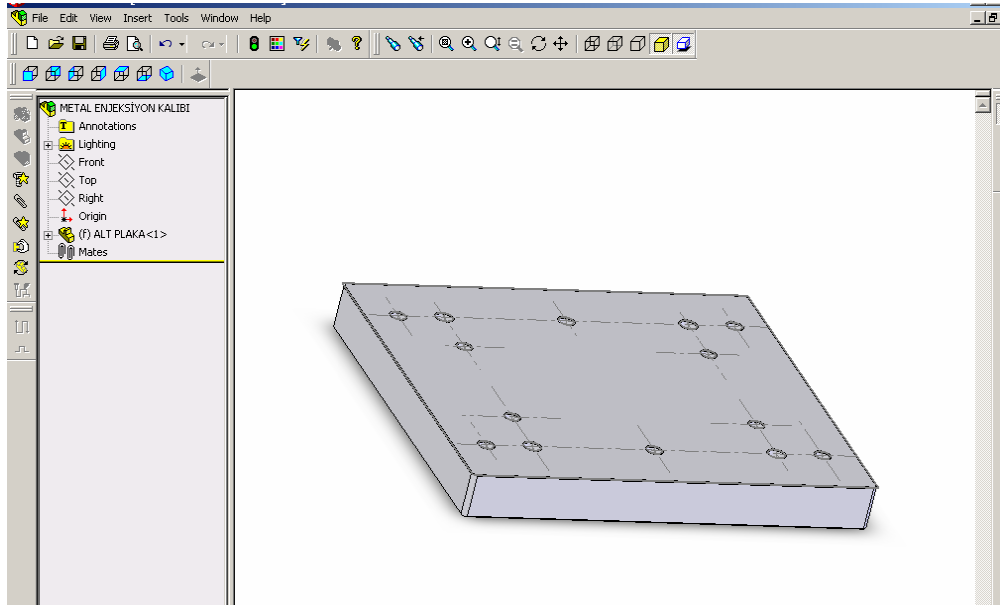 File Edit View Insert Tools Window Help
METAL ENJEKSİYON KALIBI
Annotations
Lighting
Front
Top
Right
Origin
(f) ALT PLAKA<1>
Mates